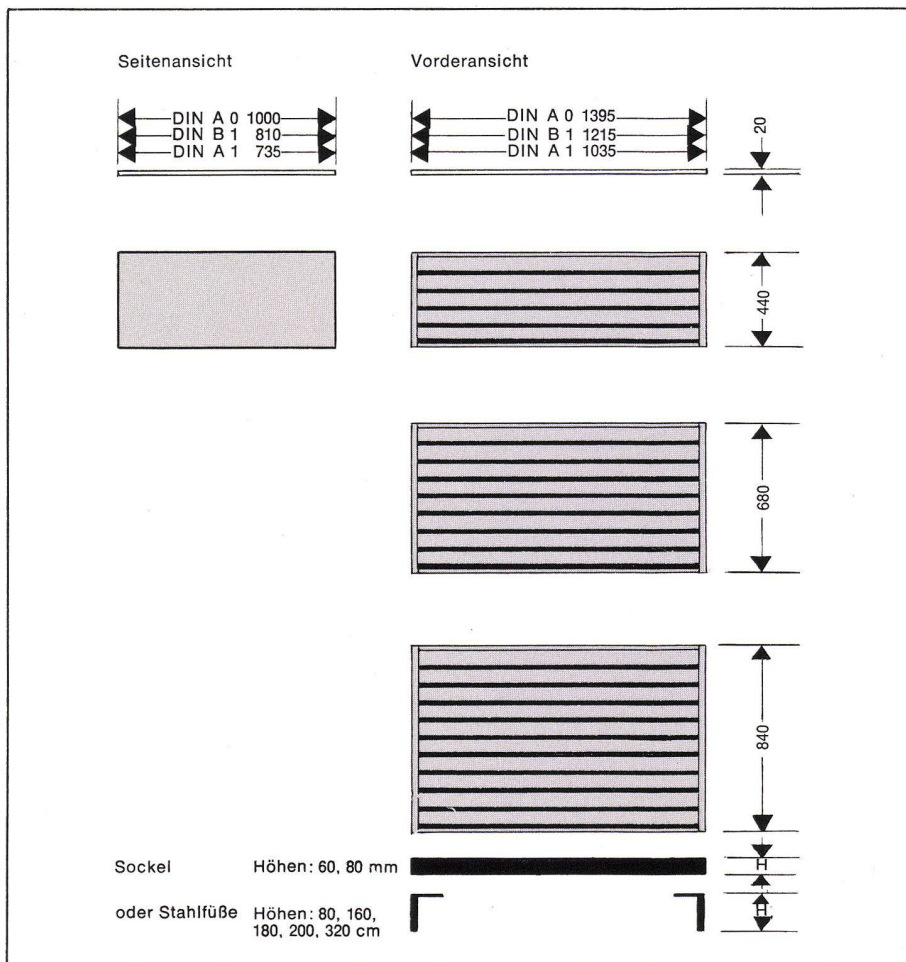 Seitenansicht
Vorderansicht
DIN A 0 1000
DIN B 1 810
DIN A 1 735
DIN A 0 1395
DIN B 1 1215
DIN A 1 1035
20
440
680
840
Sockel Höhen: 60, 80 mm
H
oder Stahlfüße Höhen: 80, 160,
180, 200, 320 cm
H